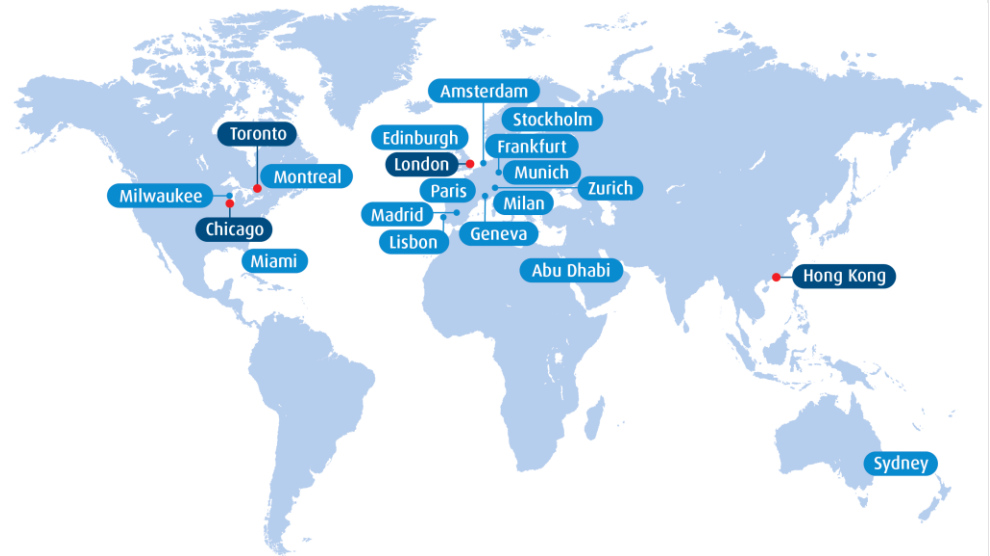 Amsterdam
Stockholm
Toronto
Edinburgh
Frankfurt
London
Munich
Montreal
Zurich
Paris
Milwaukee
Milan
Madrid
Chicago
Geneva
Lisbon
Miami
Abu Dhabi
Hong Kong
Sydney